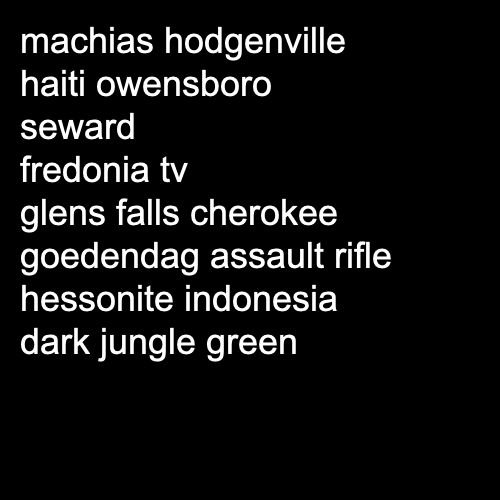 machias hodgenville
haiti owensboro
seward
fredonia tv
glens falls cherokee
goedendag assault rifle
hessonite indonesia
dark jungle green